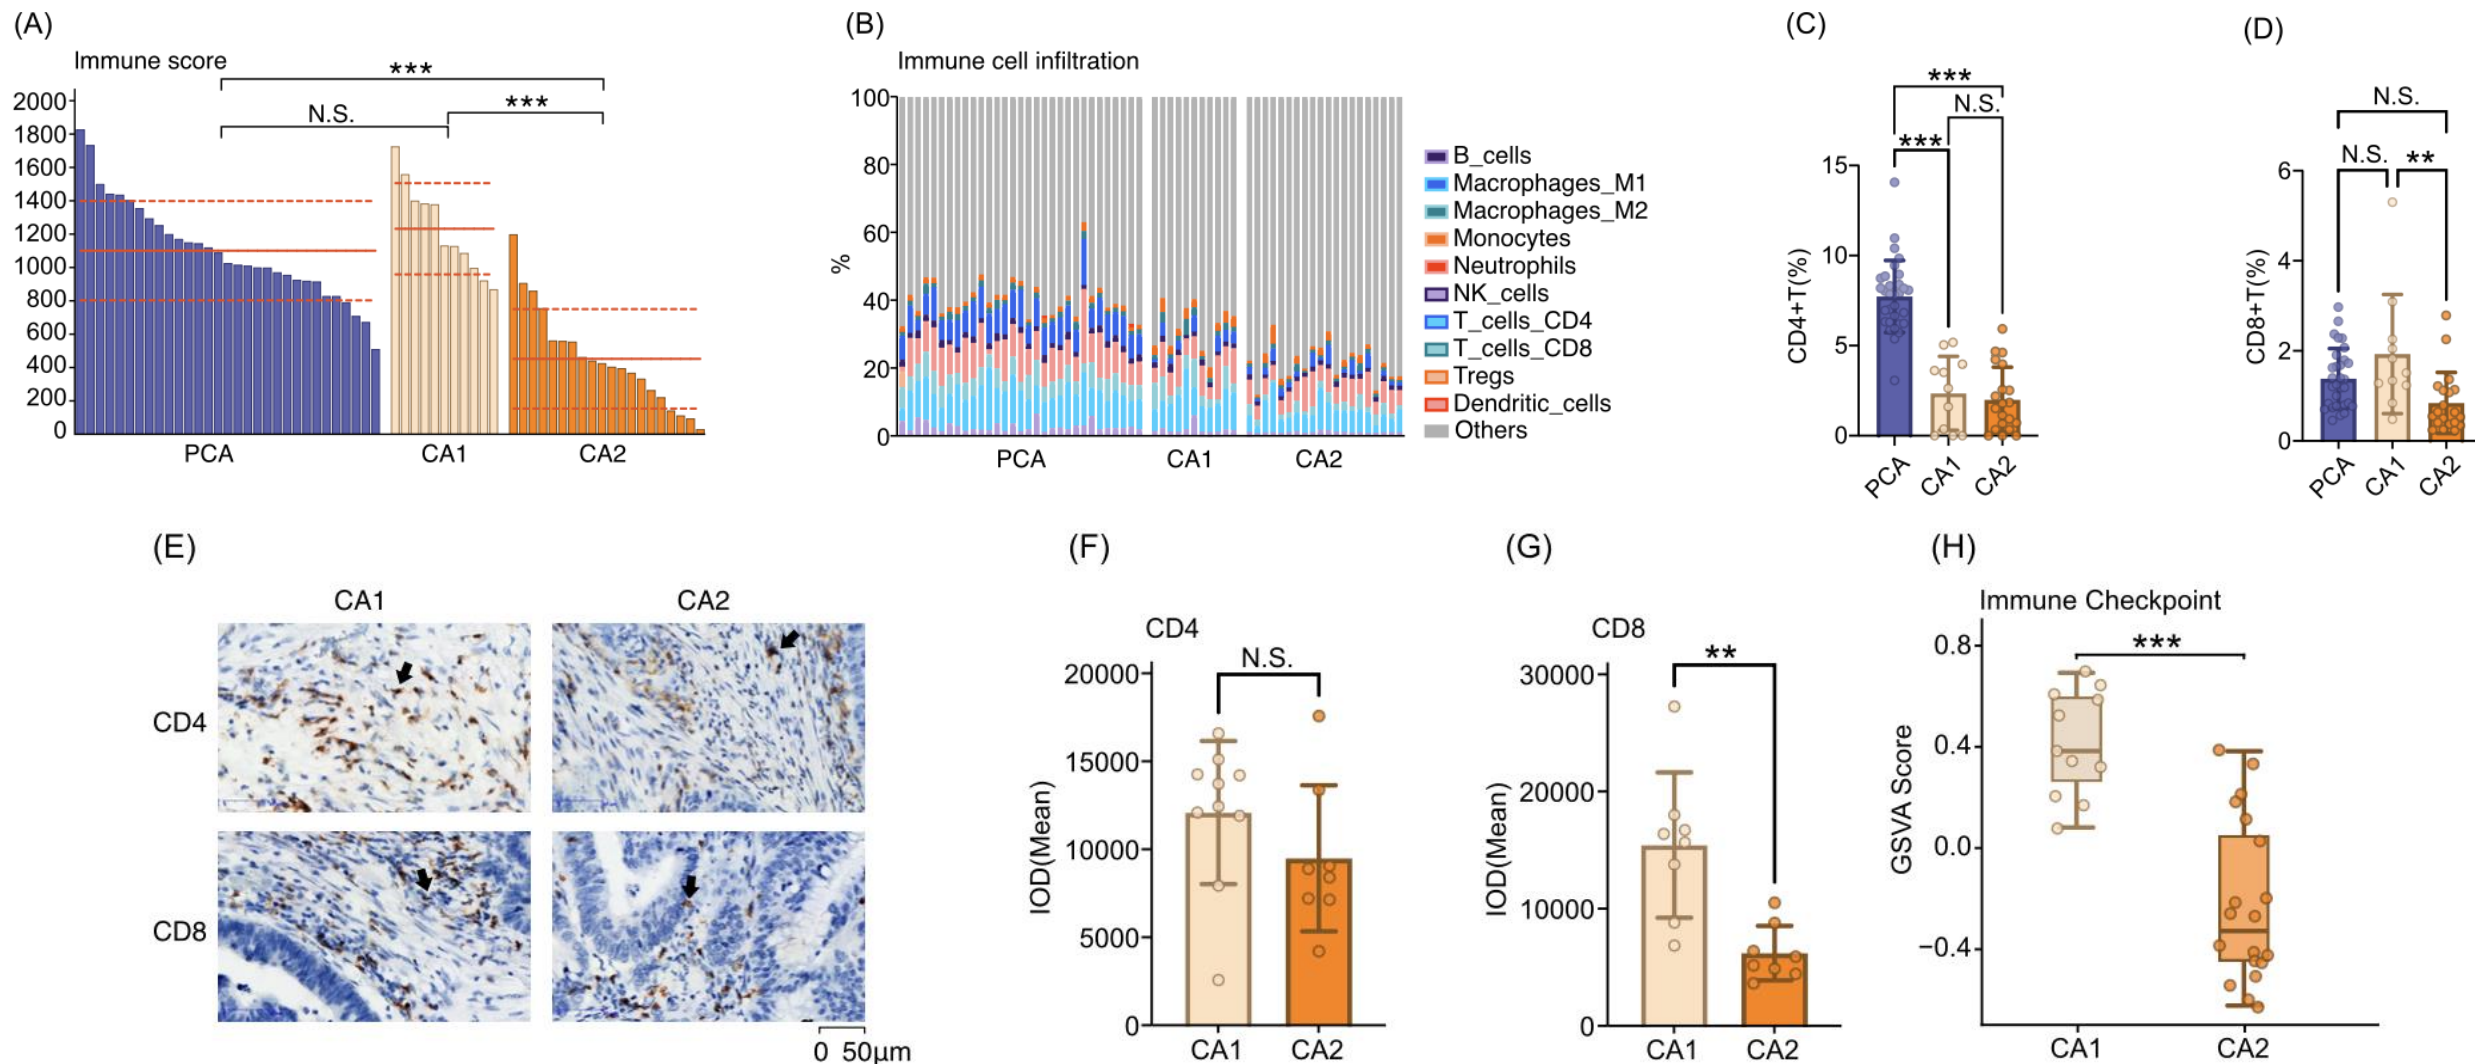 (A)
Immune score
***
***
N.S.
2000
1800
1600
1400
1200
1000
800
600
400
200
0
PCA
CA1
CA2
(B)
Immune cell infiltration
100
80
60
40
20
0
%
PCA
CA1
CA2
B_cells
Macrophages_M1
Macrophages_M2
Monocytes
Neutrophils
NK_cells
T_cells_CD4
T_cells_CD8
Tregs
Dendritic_cells
Others
(C)
***
N.S.
***
15
10
5
0
CD4+T(%)
PCA
CA1
CA2
(D)
N.S.
N.S.
**
6
4
2
0
CD8+T(%)
PCA
CA1
CA2
(E)
CA1
CA2
CD4
CD8
0 50μm
(F)
CD4
N.S.
20000
15000
10000
5000
0
IOD(Mean)
CA1
CA2
(G)
CD8
**
30000
20000
10000
0
IOD(Mean)
CA1
CA2
(H)
Immune Checkpoint
***
0.8
0.4
0.0
−0.4
GSVA Score
CA1
CA2